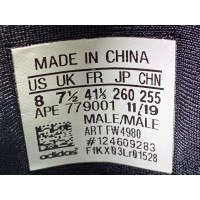 MADE IN CHINA
US UK FR JP CHN
8 7½ 41⅓ 260 255
APE 779001 11/19
MALE/MALE
ART FW4980
#124609283
adidas F1KX03Lr01528